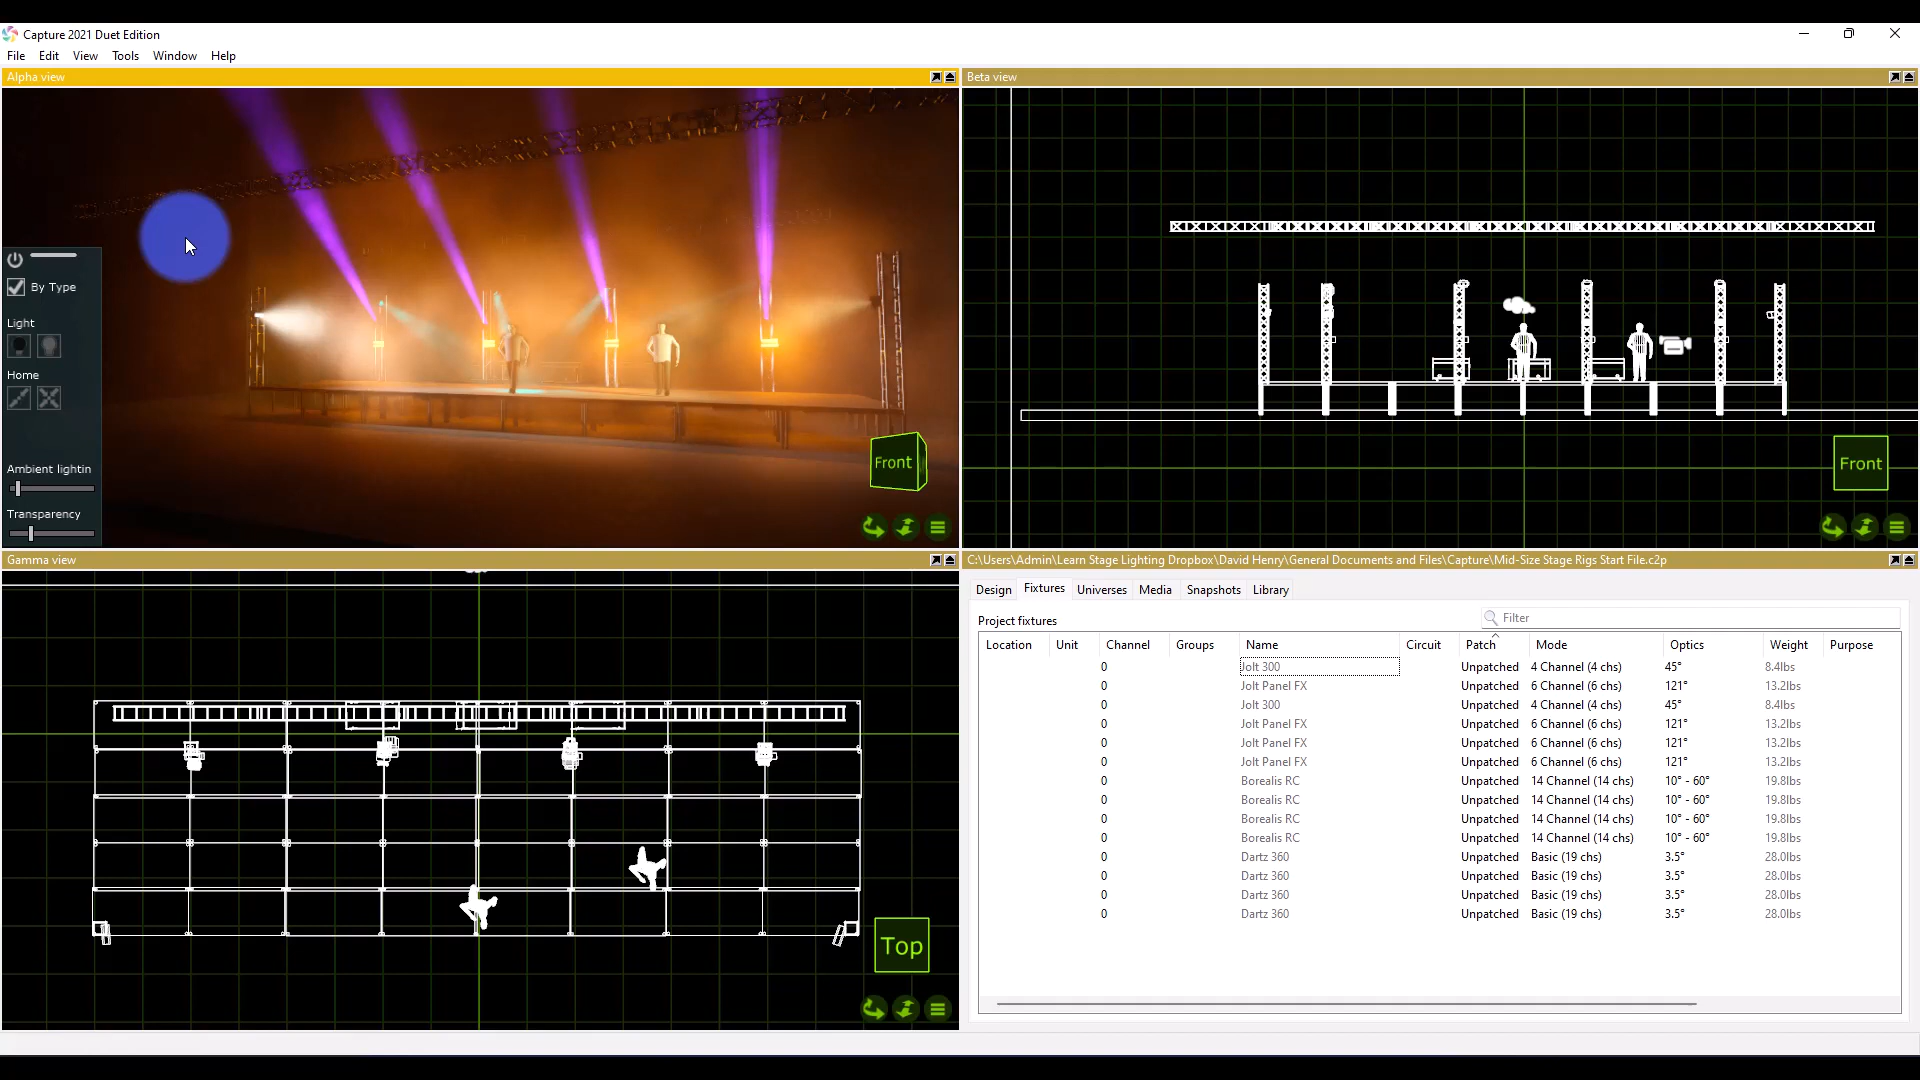 Capture 2021 Duet Edition
File Edit View Tools Window Help
Alpha view
By Type
Light
Home
Ambient lightin
Transparency
Front
Beta view
Front
Gamma view
Top
C:\Users\Admin\Learn Stage Lighting Dropbox\David Henry\General Documents and Files\Capture\Mid-Size Stage Rigs Start File.c2p
Design Fixtures Universes Media Snapshots Library
Project fixtures Filter
Location Unit Channel Groups Name Circuit Patch Mode Optics Weight Purpose
0 Jolt 300 Unpatched 4 Channel (4 chs) 45° 8.4lbs
0 Jolt Panel FX Unpatched 6 Channel (6 chs) 121° 13.2lbs
0 Jolt 300 Unpatched 4 Channel (4 chs) 45° 8.4lbs
0 Jolt Panel FX Unpatched 6 Channel (6 chs) 121° 13.2lbs
0 Jolt Panel FX Unpatched 6 Channel (6 chs) 121° 13.2lbs
0 Jolt Panel FX Unpatched 6 Channel (6 chs) 121° 13.2lbs
0 Borealis RC Unpatched 14 Channel (14 chs) 10° - 60° 19.8lbs
0 Borealis RC Unpatched 14 Channel (14 chs) 10° - 60° 19.8lbs
0 Borealis RC Unpatched 14 Channel (14 chs) 10° - 60° 19.8lbs
0 Borealis RC Unpatched 14 Channel (14 chs) 10° - 60° 19.8lbs
0 Dartz 360 Unpatched Basic (19 chs) 3.5° 28.0lbs
0 Dartz 360 Unpatched Basic (19 chs) 3.5° 28.0lbs
0 Dartz 360 Unpatched Basic (19 chs) 3.5° 28.0lbs
0 Dartz 360 Unpatched Basic (19 chs) 3.5° 28.0lbs